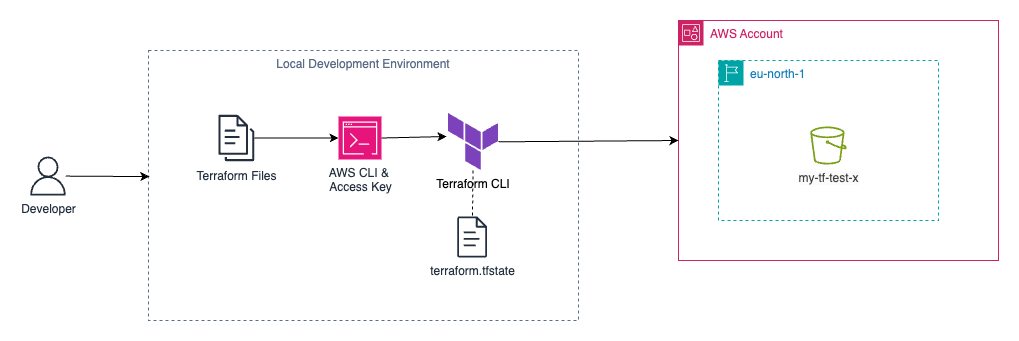 AWS Account
Local Development Environment
eu-north-1
Terraform Files
AWS CLI &
Access Key
Terraform CLI
my-tf-test-x
Developer
terraform.tfstate